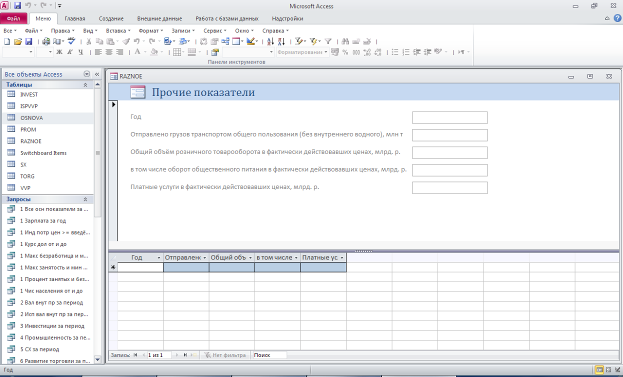 Microsoft Access
Файл Меню Главная Создание Внешние данные Работа с базами данных Надстройки
Все Файл Правка Вид Вставка Формат Записи Сервис Окно Справка
Ж К Ч Форматирование
Панели инструментов
Все объекты Access
Таблицы
INVEST
ISPVVP
OSNOVA
PROM
RAZNOE
Switchboard Items
SX
TORG
VVP
Запросы
1 Все осн показатели за ...
1 Зарплата за год
1 Инд потр цен >= введе...
1 Курс дол от и до
1 Макс безработица и м...
1 Макс занятость и мин ...
1 Процент занятых и без...
1 Чис населения от и до
2 Вал внут пр за период
2 Исп вал внут пр за пер...
3 Инвестиции за период
4 Промышленность за пе...
5 СХ за период
6 Развитие торговли за п...
RAZNOE
Прочие показатели
Год
Отправлено грузов транспортом общего пользования (без внутреннего водного), млн т
Общий объём розничного товарооборота в фактически действовавших ценах, млрд. р.
в том числе оборот общественного питания в фактически действовавших ценах, млрд. р.
Платные услуги в фактически действовавших ценах, млрд. р.
Год Отправлено Общий объ в том числе Платные ус
Запись: 1 из 1 Нет фильтра Поиск
Год